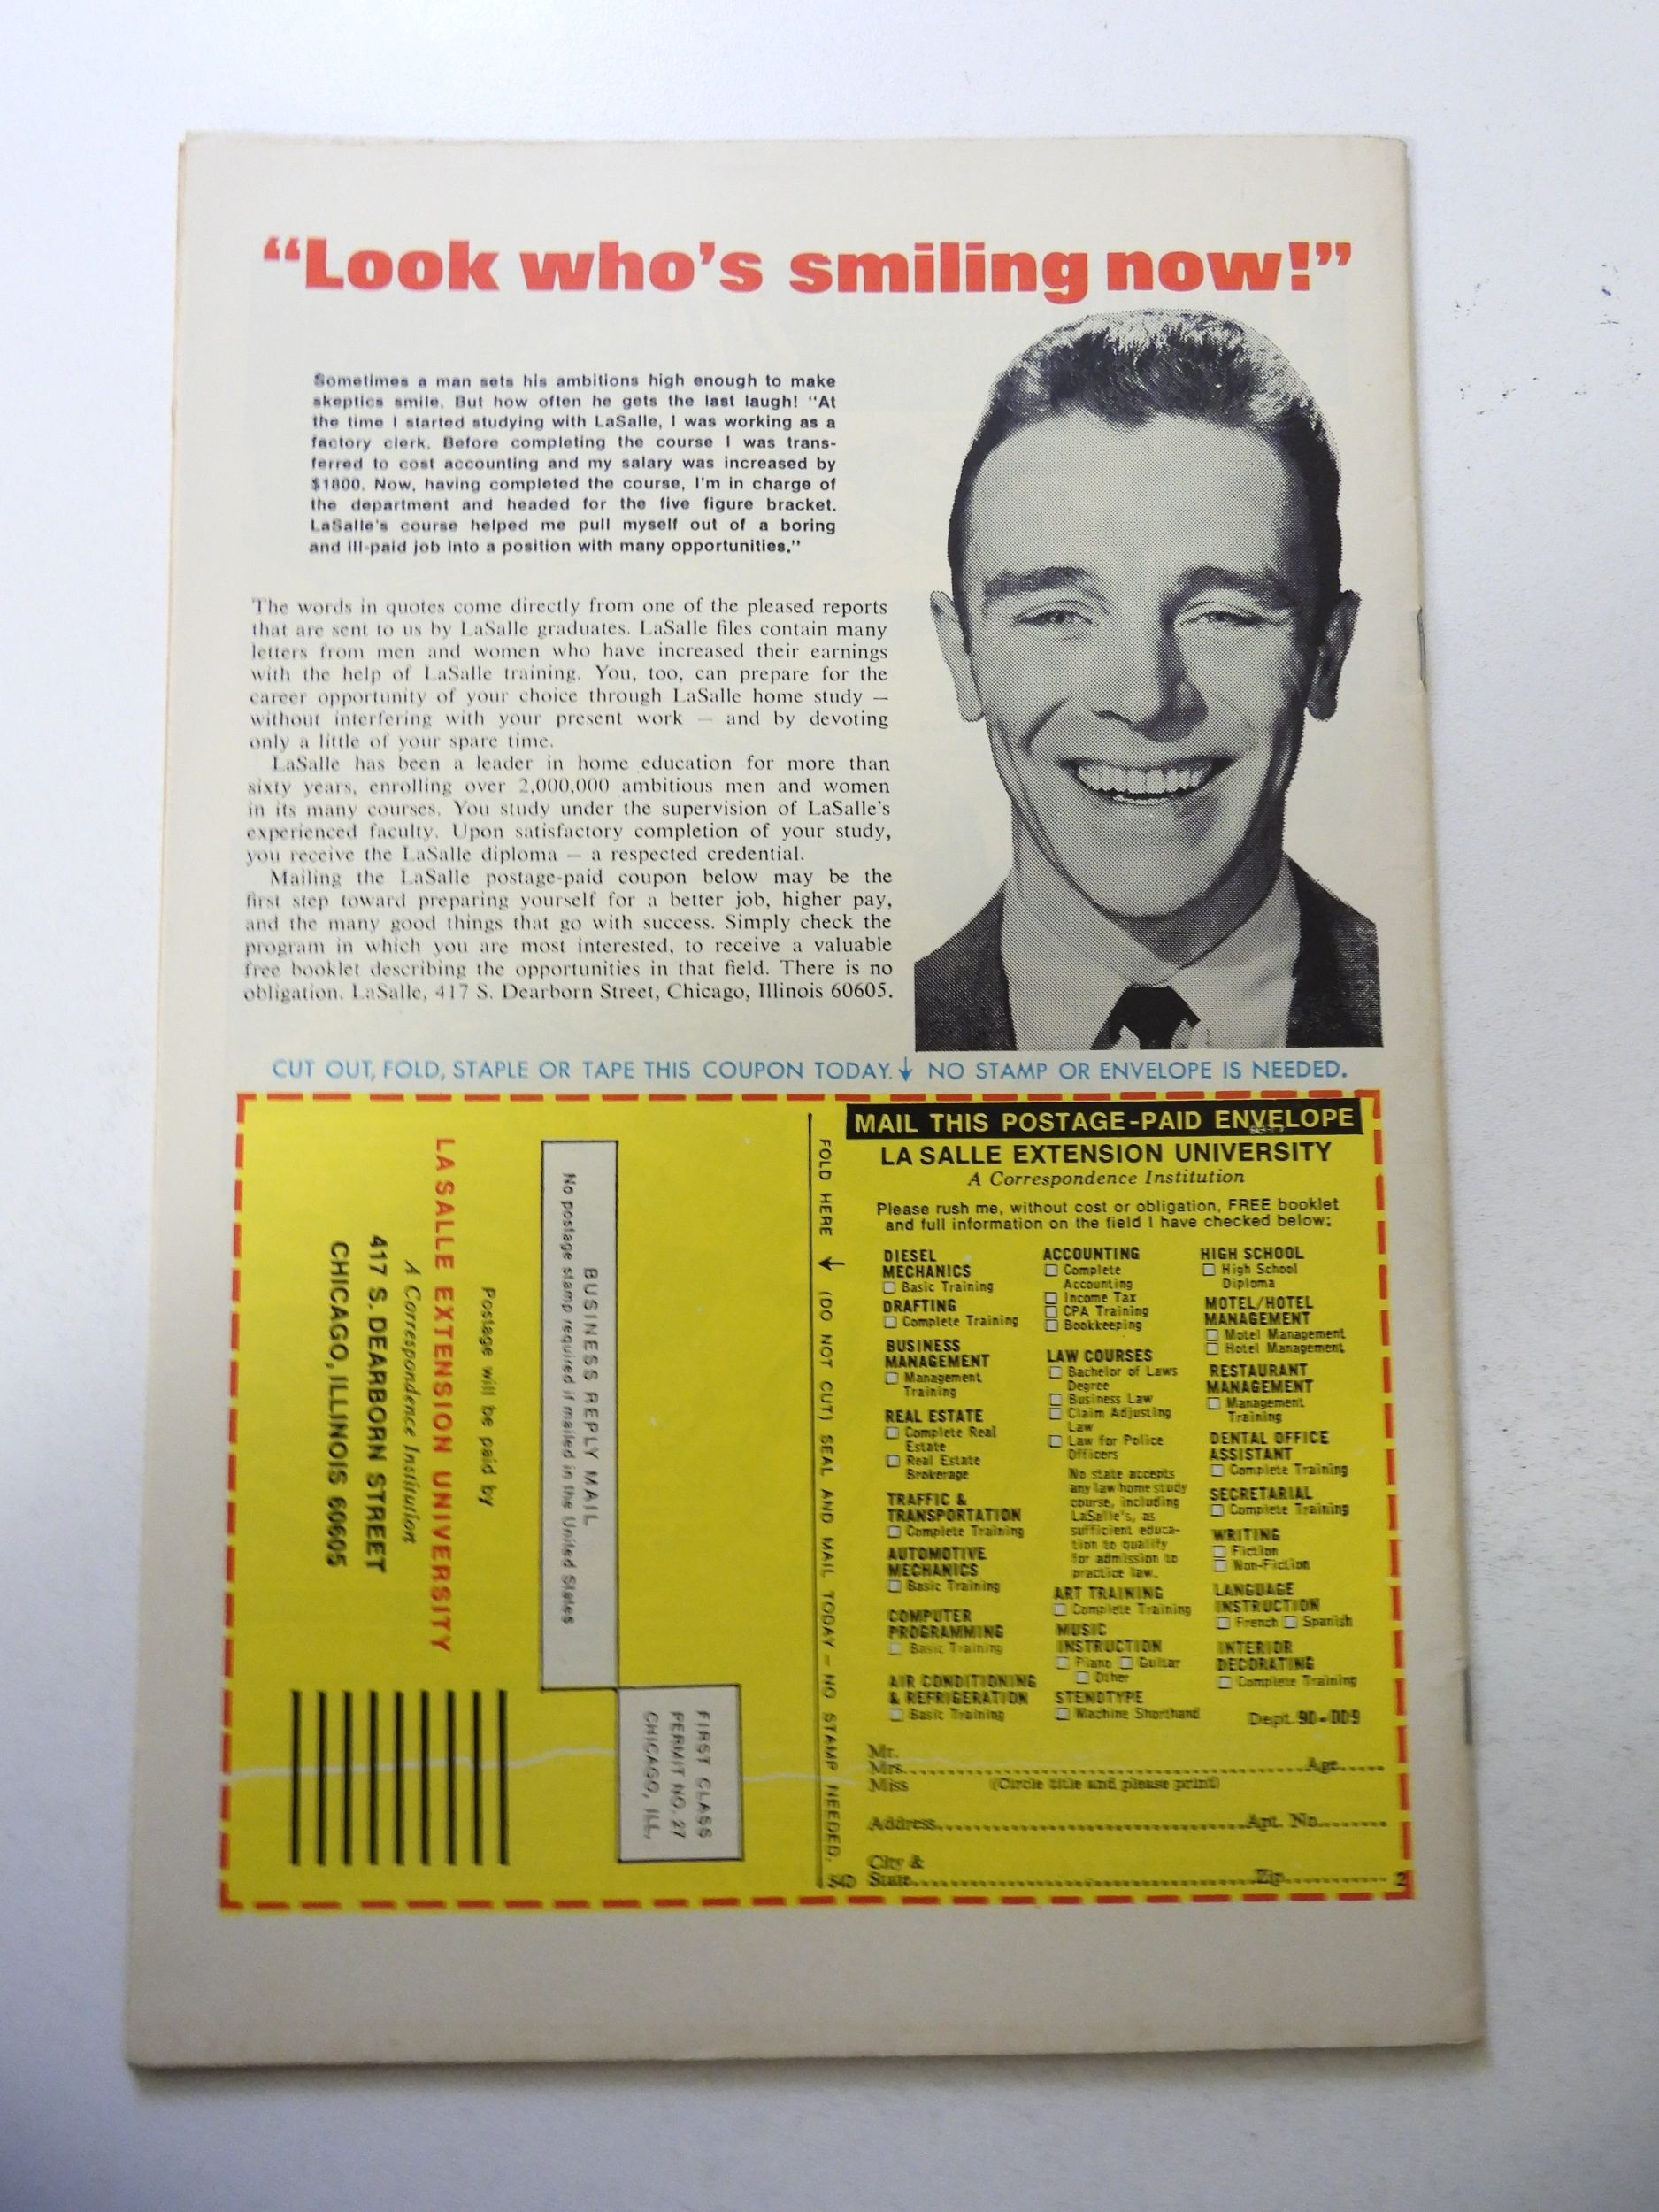 “Look who's smiling now!”
Sometimes a man sets his ambitions high enough to make
skeptics smile. But how often he gets the last laugh! "At
the time I started studying with LaSalle, I was working as a
factory clerk. Before completing the course I was trans-
ferred to cost accounting and my salary was increased by
$1800. Now, having completed the course, I'm in charge of
the department and headed for the five figure bracket.
LaSalle's course helped me pull myself out of a boring
and ill-paid job into a position with many opportunities."
The words in quotes come directly from one of the pleased reports
that are sent to us by LaSalle graduates. LaSalle files contain many
letters from men and women who have increased their earnings
with the help of LaSalle training. You, too, can prepare for the
career opportunity of your choice through LaSalle home study —
without interfering with your present work — and by devoting
only a little of your spare time.
LaSalle has been a leader in home education for more than
sixty years, enrolling over 2,000,000 ambitious men and women
in its many courses. You study under the supervision of LaSalle's
experienced faculty. Upon satisfactory completion of your study,
you receive the LaSalle diploma — a respected credential.
Mailing the LaSalle postage-paid coupon below may be the
first step toward preparing yourself for a better job, higher pay,
and the many good things that go with success. Simply check the
program in which you are most interested, to receive a valuable
free booklet describing the opportunities in that field. There is no
obligation. LaSalle, 417 S. Dearborn Street, Chicago, Illinois 60605.
CUT OUT, FOLD, STAPLE OR TAPE THIS COUPON TODAY. ↓ NO STAMP OR ENVELOPE IS NEEDED.
FIRST CLASS
PERMIT NO. 27
CHICAGO, ILL.
BUSINESS REPLY MAIL
No postage stamp required if mailed in the United States
Postage will be paid by
LA SALLE EXTENSION UNIVERSITY
A Correspondence Institution
417 S. DEARBORN STREET
CHICAGO, ILLINOIS 60605
FOLD HERE ↓ (DO NOT CUT) SEAL AND MAIL TODAY — NO STAMP NEEDED.
MAIL THIS POSTAGE-PAID ENVELOPE
LA SALLE EXTENSION UNIVERSITY
A Correspondence Institution
Please rush me, without cost or obligation, FREE booklet
and full information on the field I have checked below:
DIESEL
MECHANICS
☐ Basic Training
DRAFTING
☐ Complete Training
BUSINESS
MANAGEMENT
☐ Management
Training
REAL ESTATE
☐ Complete Real
Estate
☐ Real Estate
Brokerage
TRAFFIC &
TRANSPORTATION
☐ Complete Training
AUTOMOTIVE
MECHANICS
☐ Basic Training
COMPUTER
PROGRAMMING
☐ Basic Training
AIR CONDITIONING
& REFRIGERATION
☐ Basic Training
ACCOUNTING
☐ Complete
Accounting
☐ Income Tax
☐ CPA Training
☐ Bookkeeping
LAW COURSES
☐ Bachelor of Laws
Degree
☐ Business Law
☐ Claim Adjusting
Law
☐ Law for Police
Officers
No state accepts
any law home study
course, including
LaSalle's, as
sufficient educa-
tion to qualify
for admission to
practice law.
ART TRAINING
☐ Complete Training
MUSIC
INSTRUCTION
☐ Piano ☐ Guitar
☐ Other
STENOTYPE
☐ Machine Shorthand
HIGH SCHOOL
☐ High School
Diploma
MOTEL/HOTEL
MANAGEMENT
☐ Motel Management
☐ Hotel Management
RESTAURANT
MANAGEMENT
☐ Management
Training
DENTAL OFFICE
ASSISTANT
☐ Complete Training
SECRETARIAL
☐ Complete Training
WRITING
☐ Fiction
☐ Non-Fiction
LANGUAGE
INSTRUCTION
☐ French ☐ Spanish
INTERIOR
DECORATING
☐ Complete Training
Dept. 90-009
Mr.
Mrs. Age
Miss (Circle title and please print)
Address Apt. No.
City &
State Zip
540
2